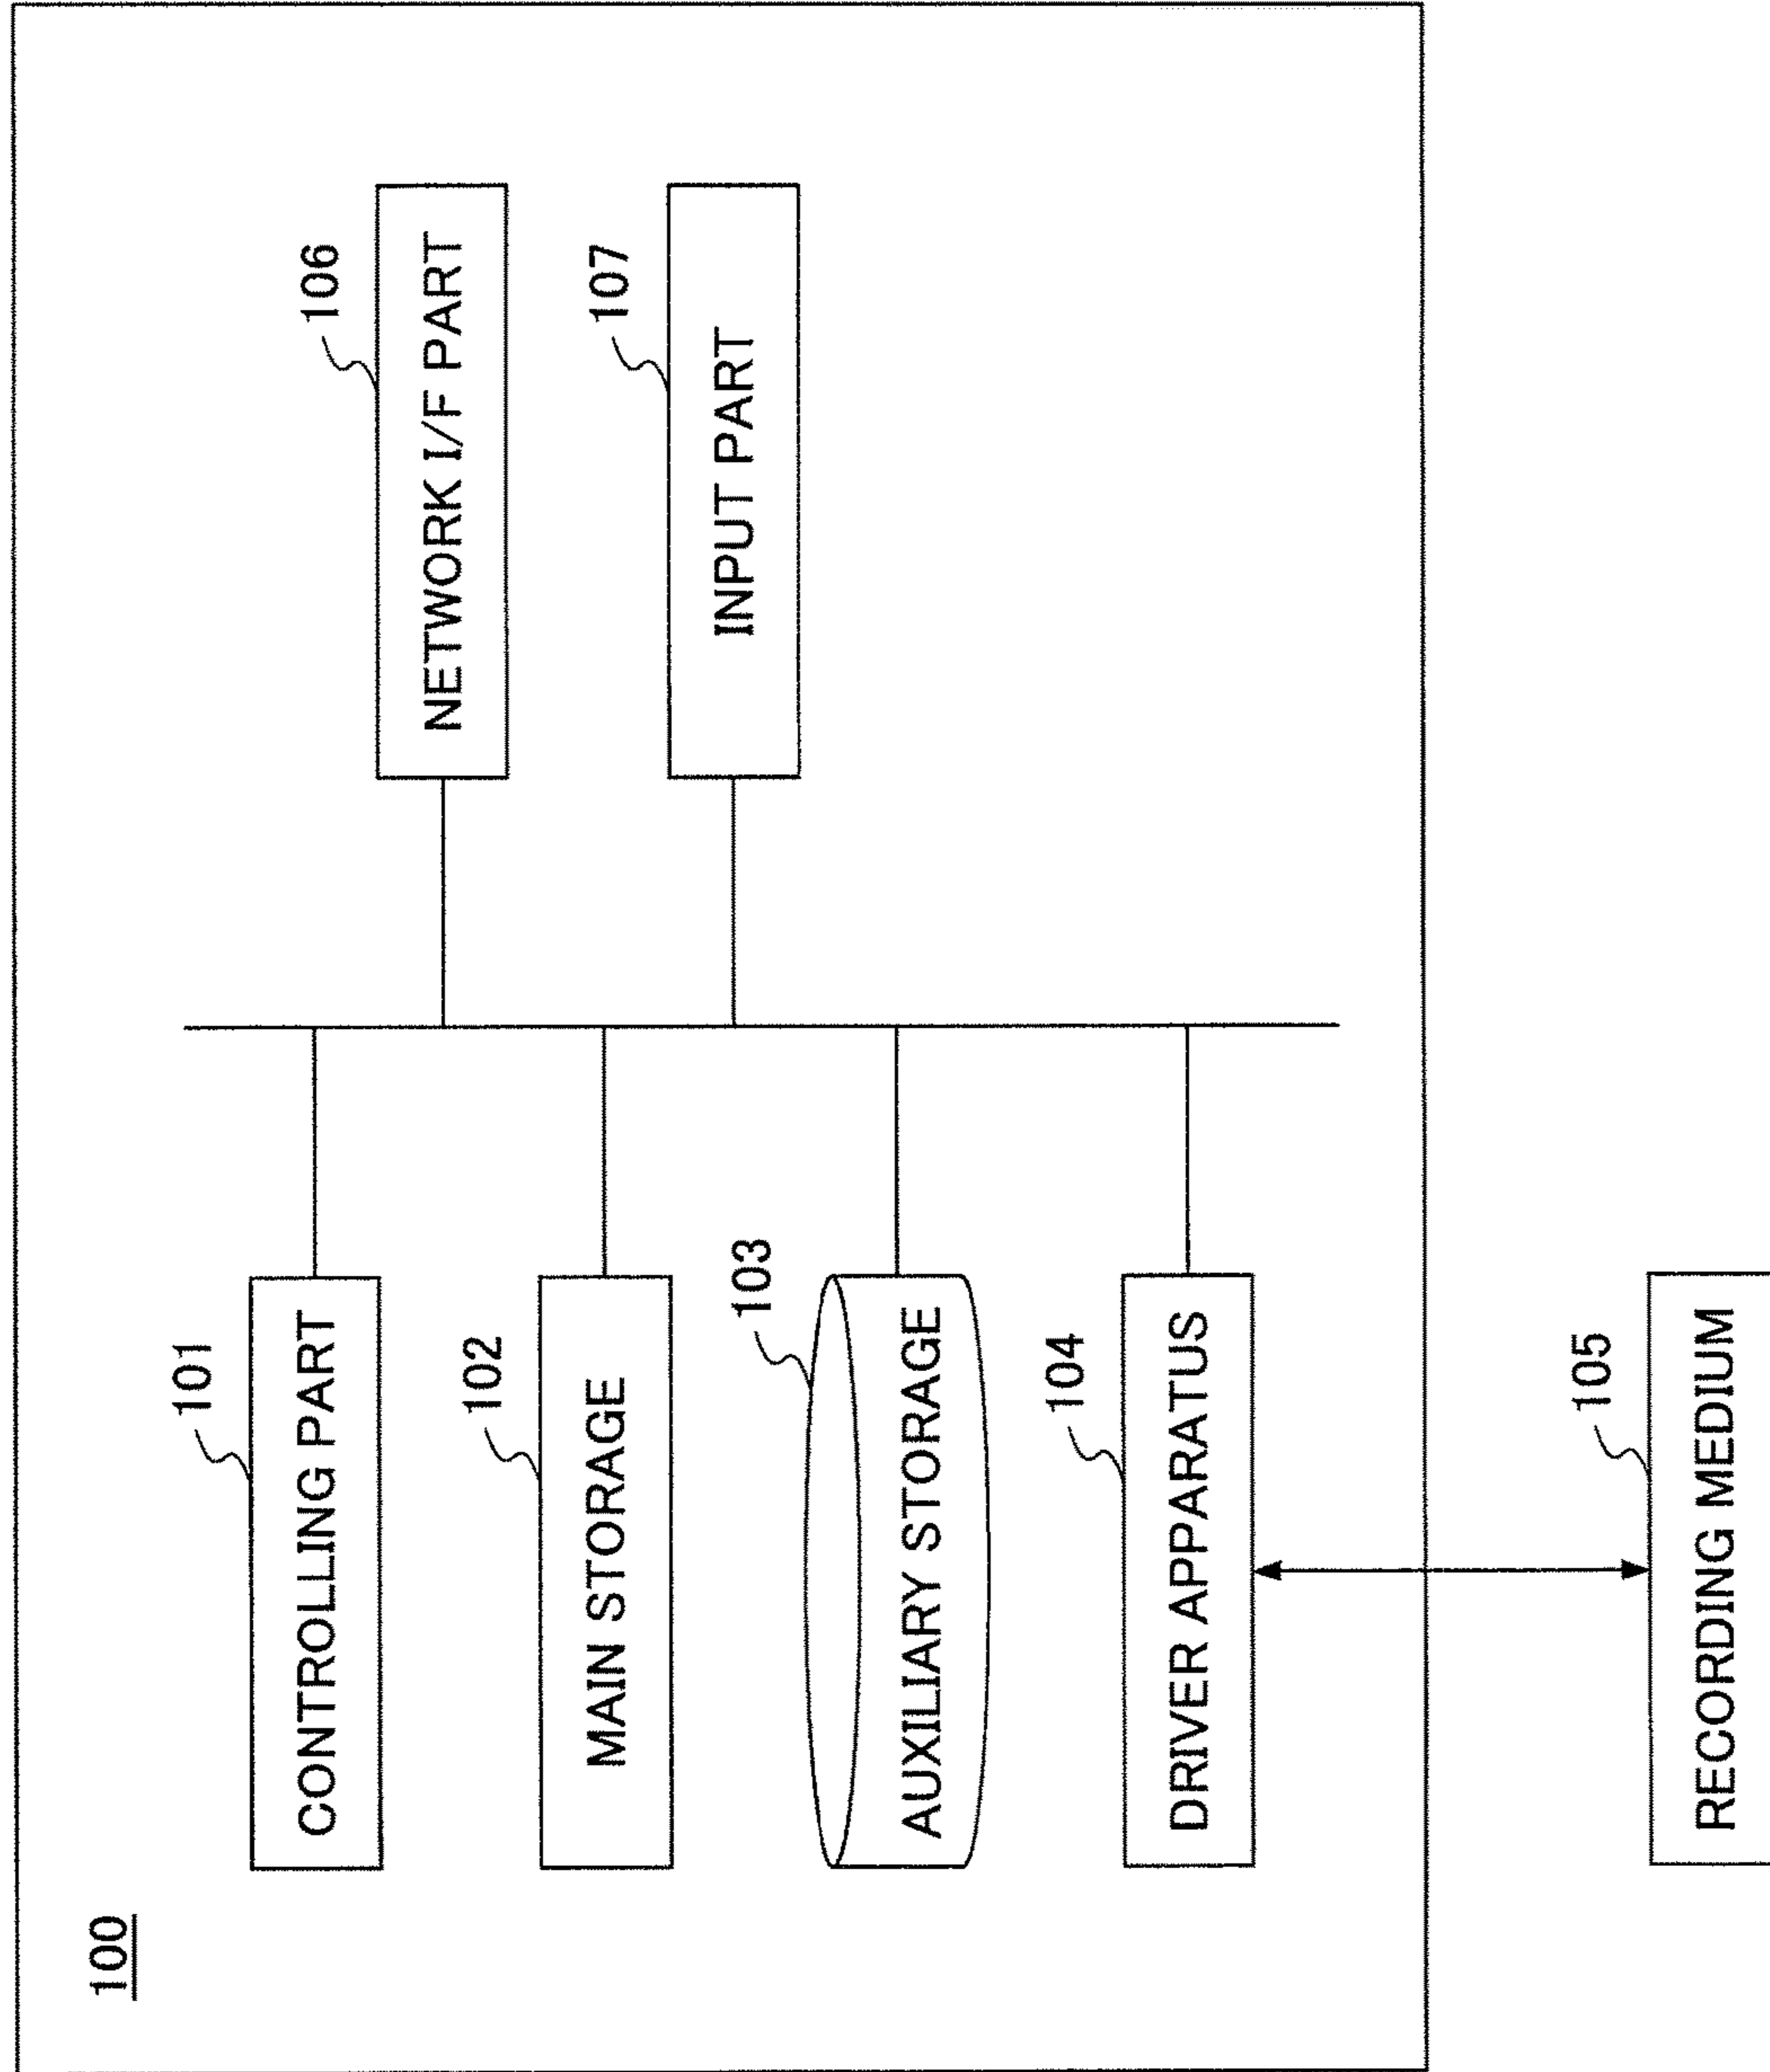 100
101
CONTROLLING PART
102
MAIN STORAGE
103
AUXILIARY STORAGE
104
DRIVER APPARATUS
105
RECORDING MEDIUM
106
NETWORK I/F PART
107
INPUT PART